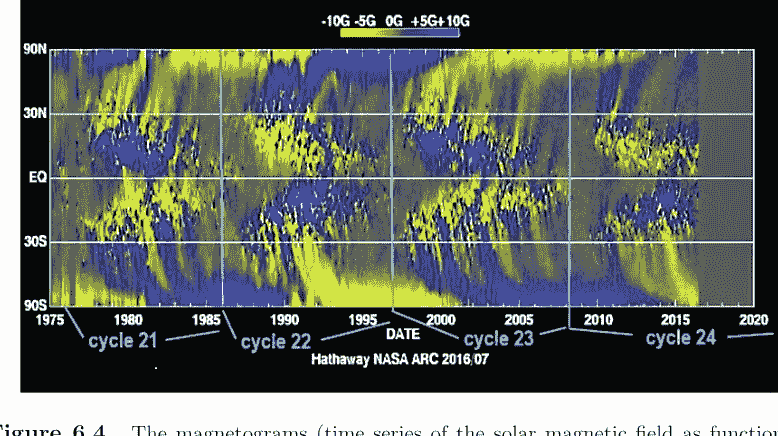 -10G -5G 0G +5G+10G
90N
30N
EQ
30S
90S
1975 1980 1985 1990 1995 2000 2005 2010 2015 2020
cycle 21 cycle 22 DATE cycle 23 cycle 24
Hathaway NASA ARC 2016/07
Figure 6.4 The magnetograms (time series of the solar magnetic field as function